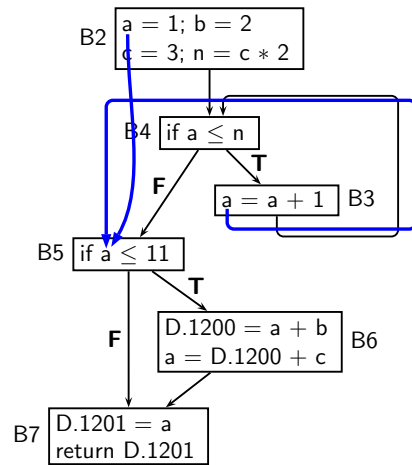 B2
a = 1; b = 2
c = 3; n = c * 2
B4
if a ≤ n
F
T
a = a + 1
B3
B5
if a ≤ 11
F
T
D.1200 = a + b
a = D.1200 + c
B6
B7
D.1201 = a
return D.1201